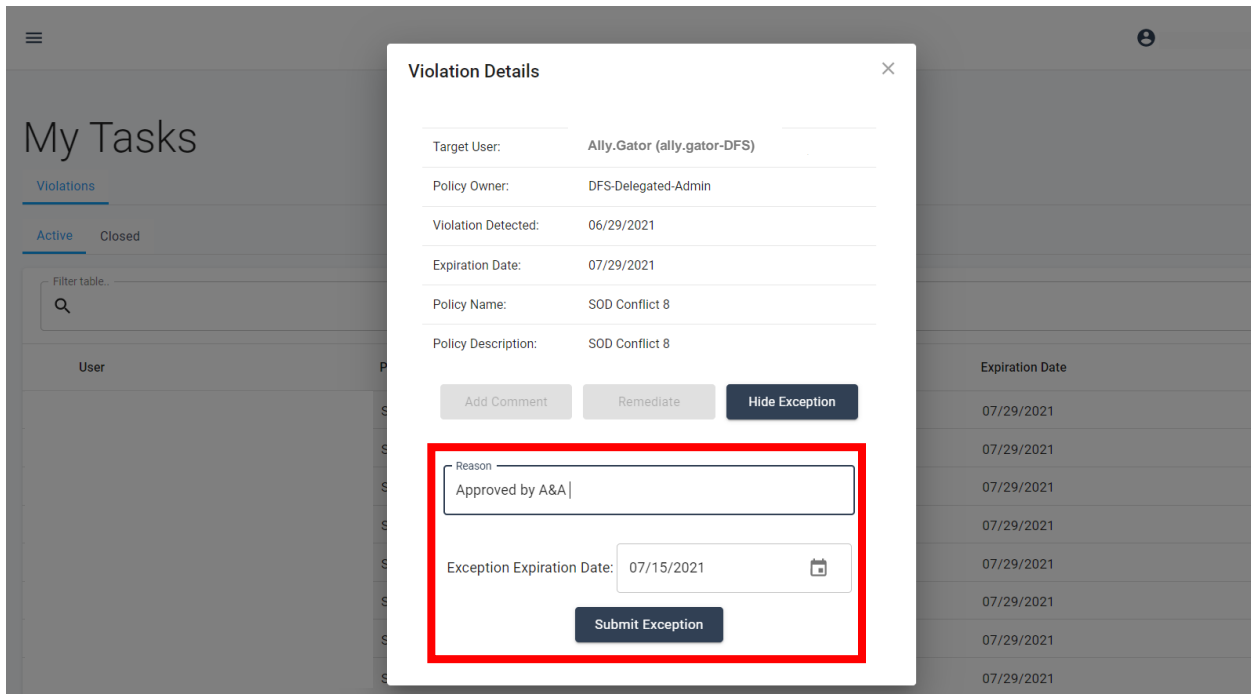 Violation Details
My Tasks
Target User: Ally.Gator (ally.gator-DFS)
Violations
Policy Owner: DFS-Delegated-Admin
Violation Detected: 06/29/2021
Active Closed
Expiration Date: 07/29/2021
Filter table..
Policy Name: SOD Conflict 8
Policy Description: SOD Conflict 8
User P Expiration Date
Add Comment Remediate Hide Exception
S 07/29/2021
S 07/29/2021
Reason
Approved by A&A
S 07/29/2021
S 07/29/2021
Exception Expiration Date: 07/15/2021
S 07/29/2021
S 07/29/2021
Submit Exception
S 07/29/2021
S 07/29/2021